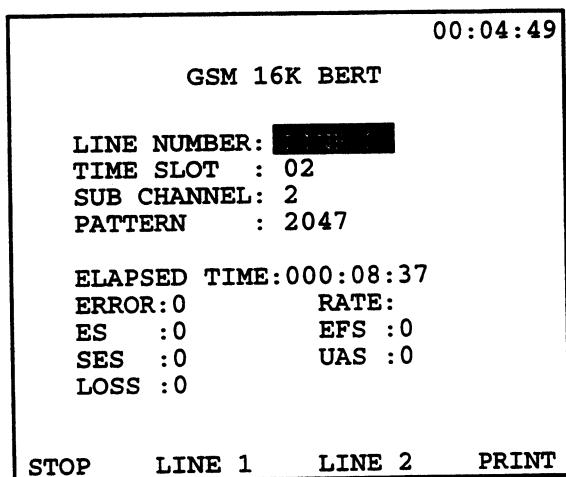 00:04:49
GSM 16K BERT
LINE NUMBER:
TIME SLOT : 02
SUB CHANNEL: 2
PATTERN : 2047
ELAPSED TIME:000:08:37
ERROR:0 RATE:
ES :0 EFS :0
SES :0 UAS :0
LOSS :0
STOP LINE 1 LINE 2 PRINT